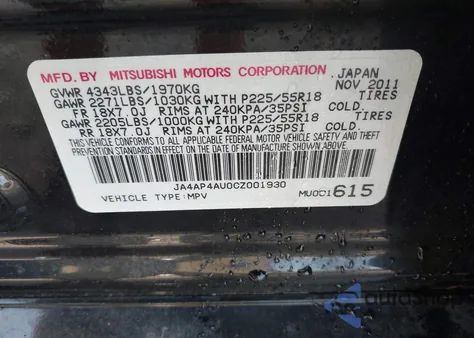 MFD.BY MITSUBISHI MOTORS CORPORATION, JAPAN
GVWR 4343LBS/1970KG NOV 2011
GAWR 2271LBS/1030KG WITH P225/55R18 TIRES
FR 18X7.0J RIMS AT 240KPA/35PSI COLD.
GAWR 2205LBS/1000KG WITH P225/55R18 TIRES
RR 18X7.0J RIMS AT 240KPA/35PSI COLD.
THIS VEHICLE CONFORMS TO ALL APPLICABLE
FEDERAL MOTOR VEHICLE SAFETY AND THEFT
PREVENTION STANDARDS IN EFFECT ON THE DATE OF
MANUFACTURE SHOWN ABOVE.
JA4AP4AU0CZ001930
VEHICLE TYPE:MPV MU0C1615
autoshop